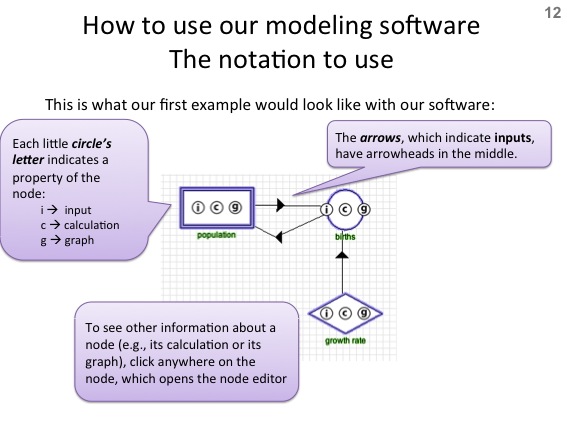 12
How to use our modeling software
The notation to use
This is what our first example would look like with our software:
Each little circle's
letter indicates a
property of the
node:
i → input
c → calculation
g → graph
The arrows, which indicate inputs,
have arrowheads in the middle.
i c g
population
i c g
births
i c g
growth rate
To see other information about a
node (e.g., its calculation or its
graph), click anywhere on the
node, which opens the node editor